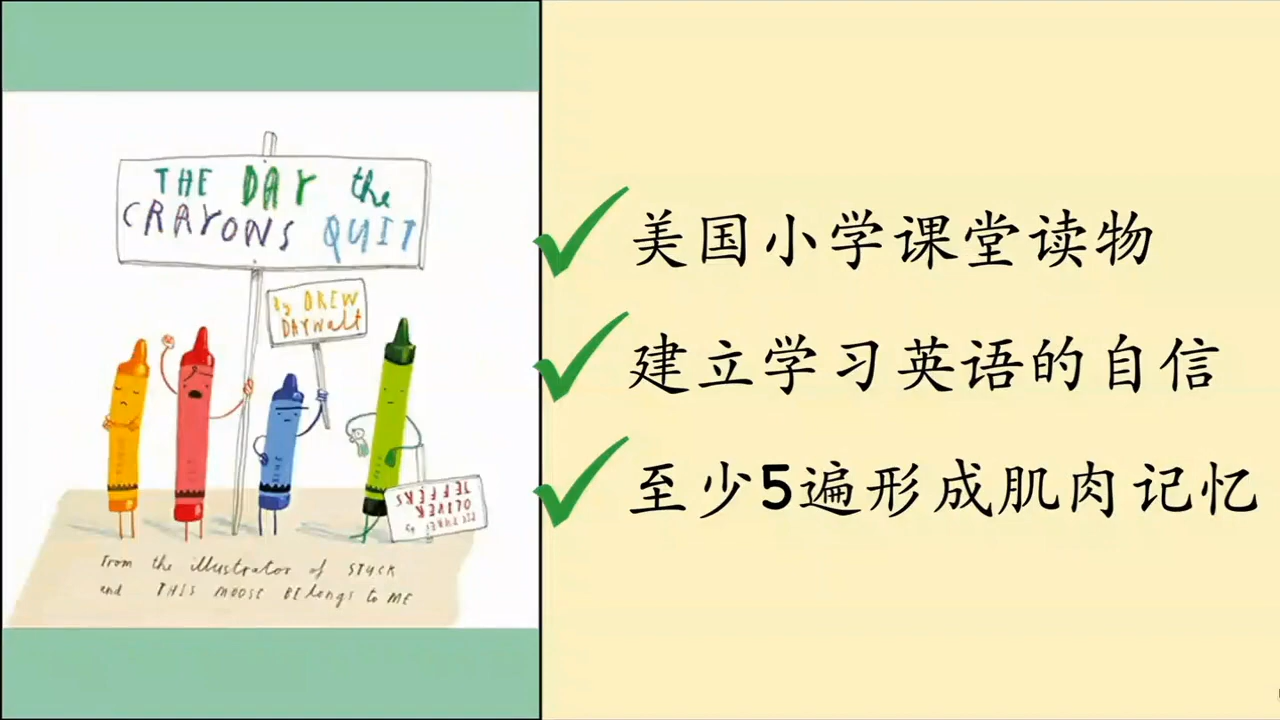 THE DAY the
CRAYONS QUIT
By DREW
DAYWALT
PICTURES by
OLIVER
JEFFERS
From the illustrator of STUCK
and THIS MOOSE BElongs to ME
美国小学课堂读物
建立学习英语的自信
至少5遍形成肌肉记忆